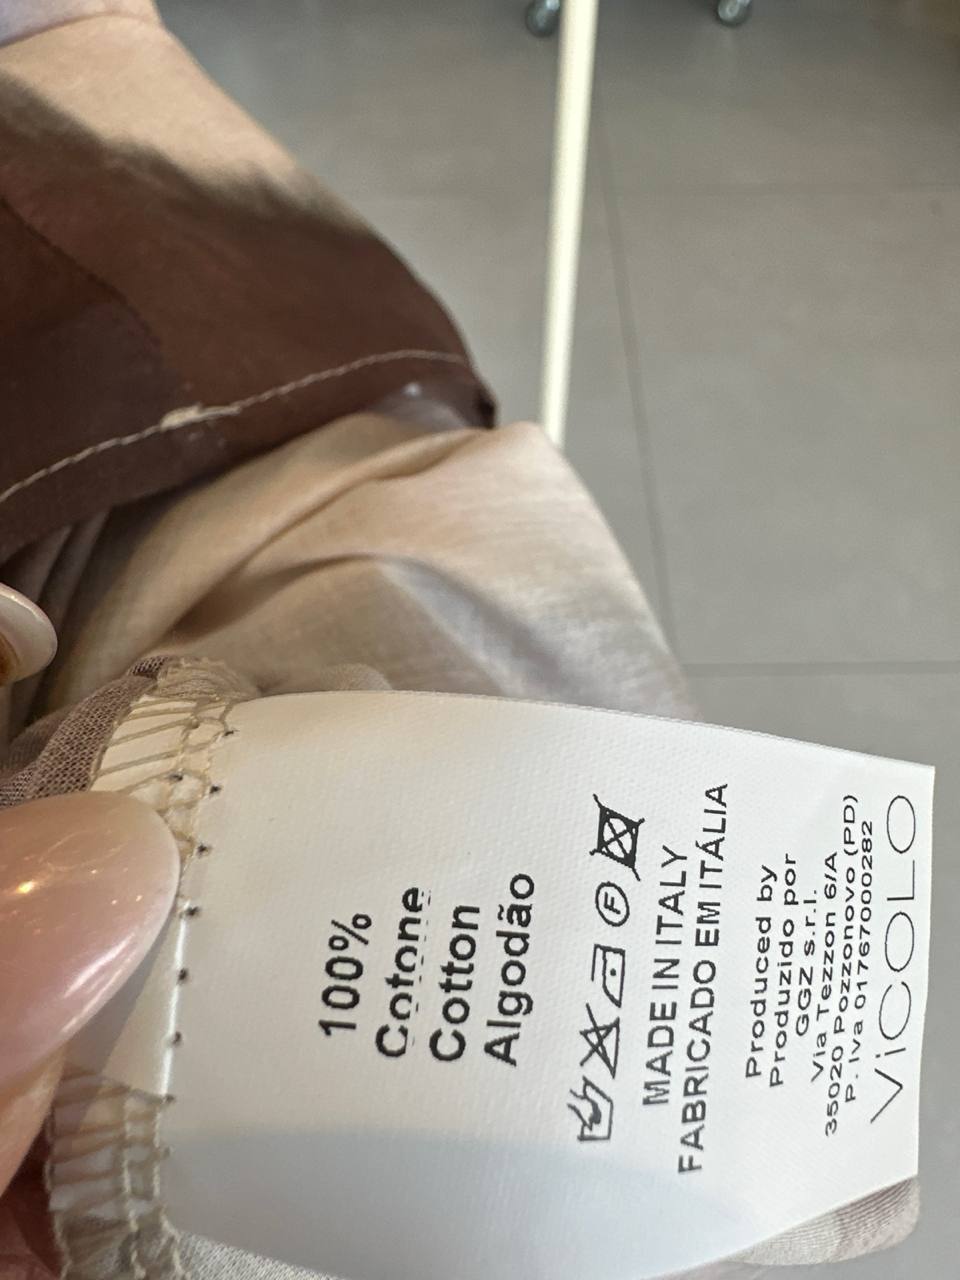 100%
Cotone
Cotton
Algodão
F
MADE IN ITALY
FABRICADO EM ITÁLIA
Produced by
Produzido por
GGZ s.r.l.
Via Tezzon 6/A
35020 Pozzonovo (PD)
P. Iva 01767000282
ViCOLO